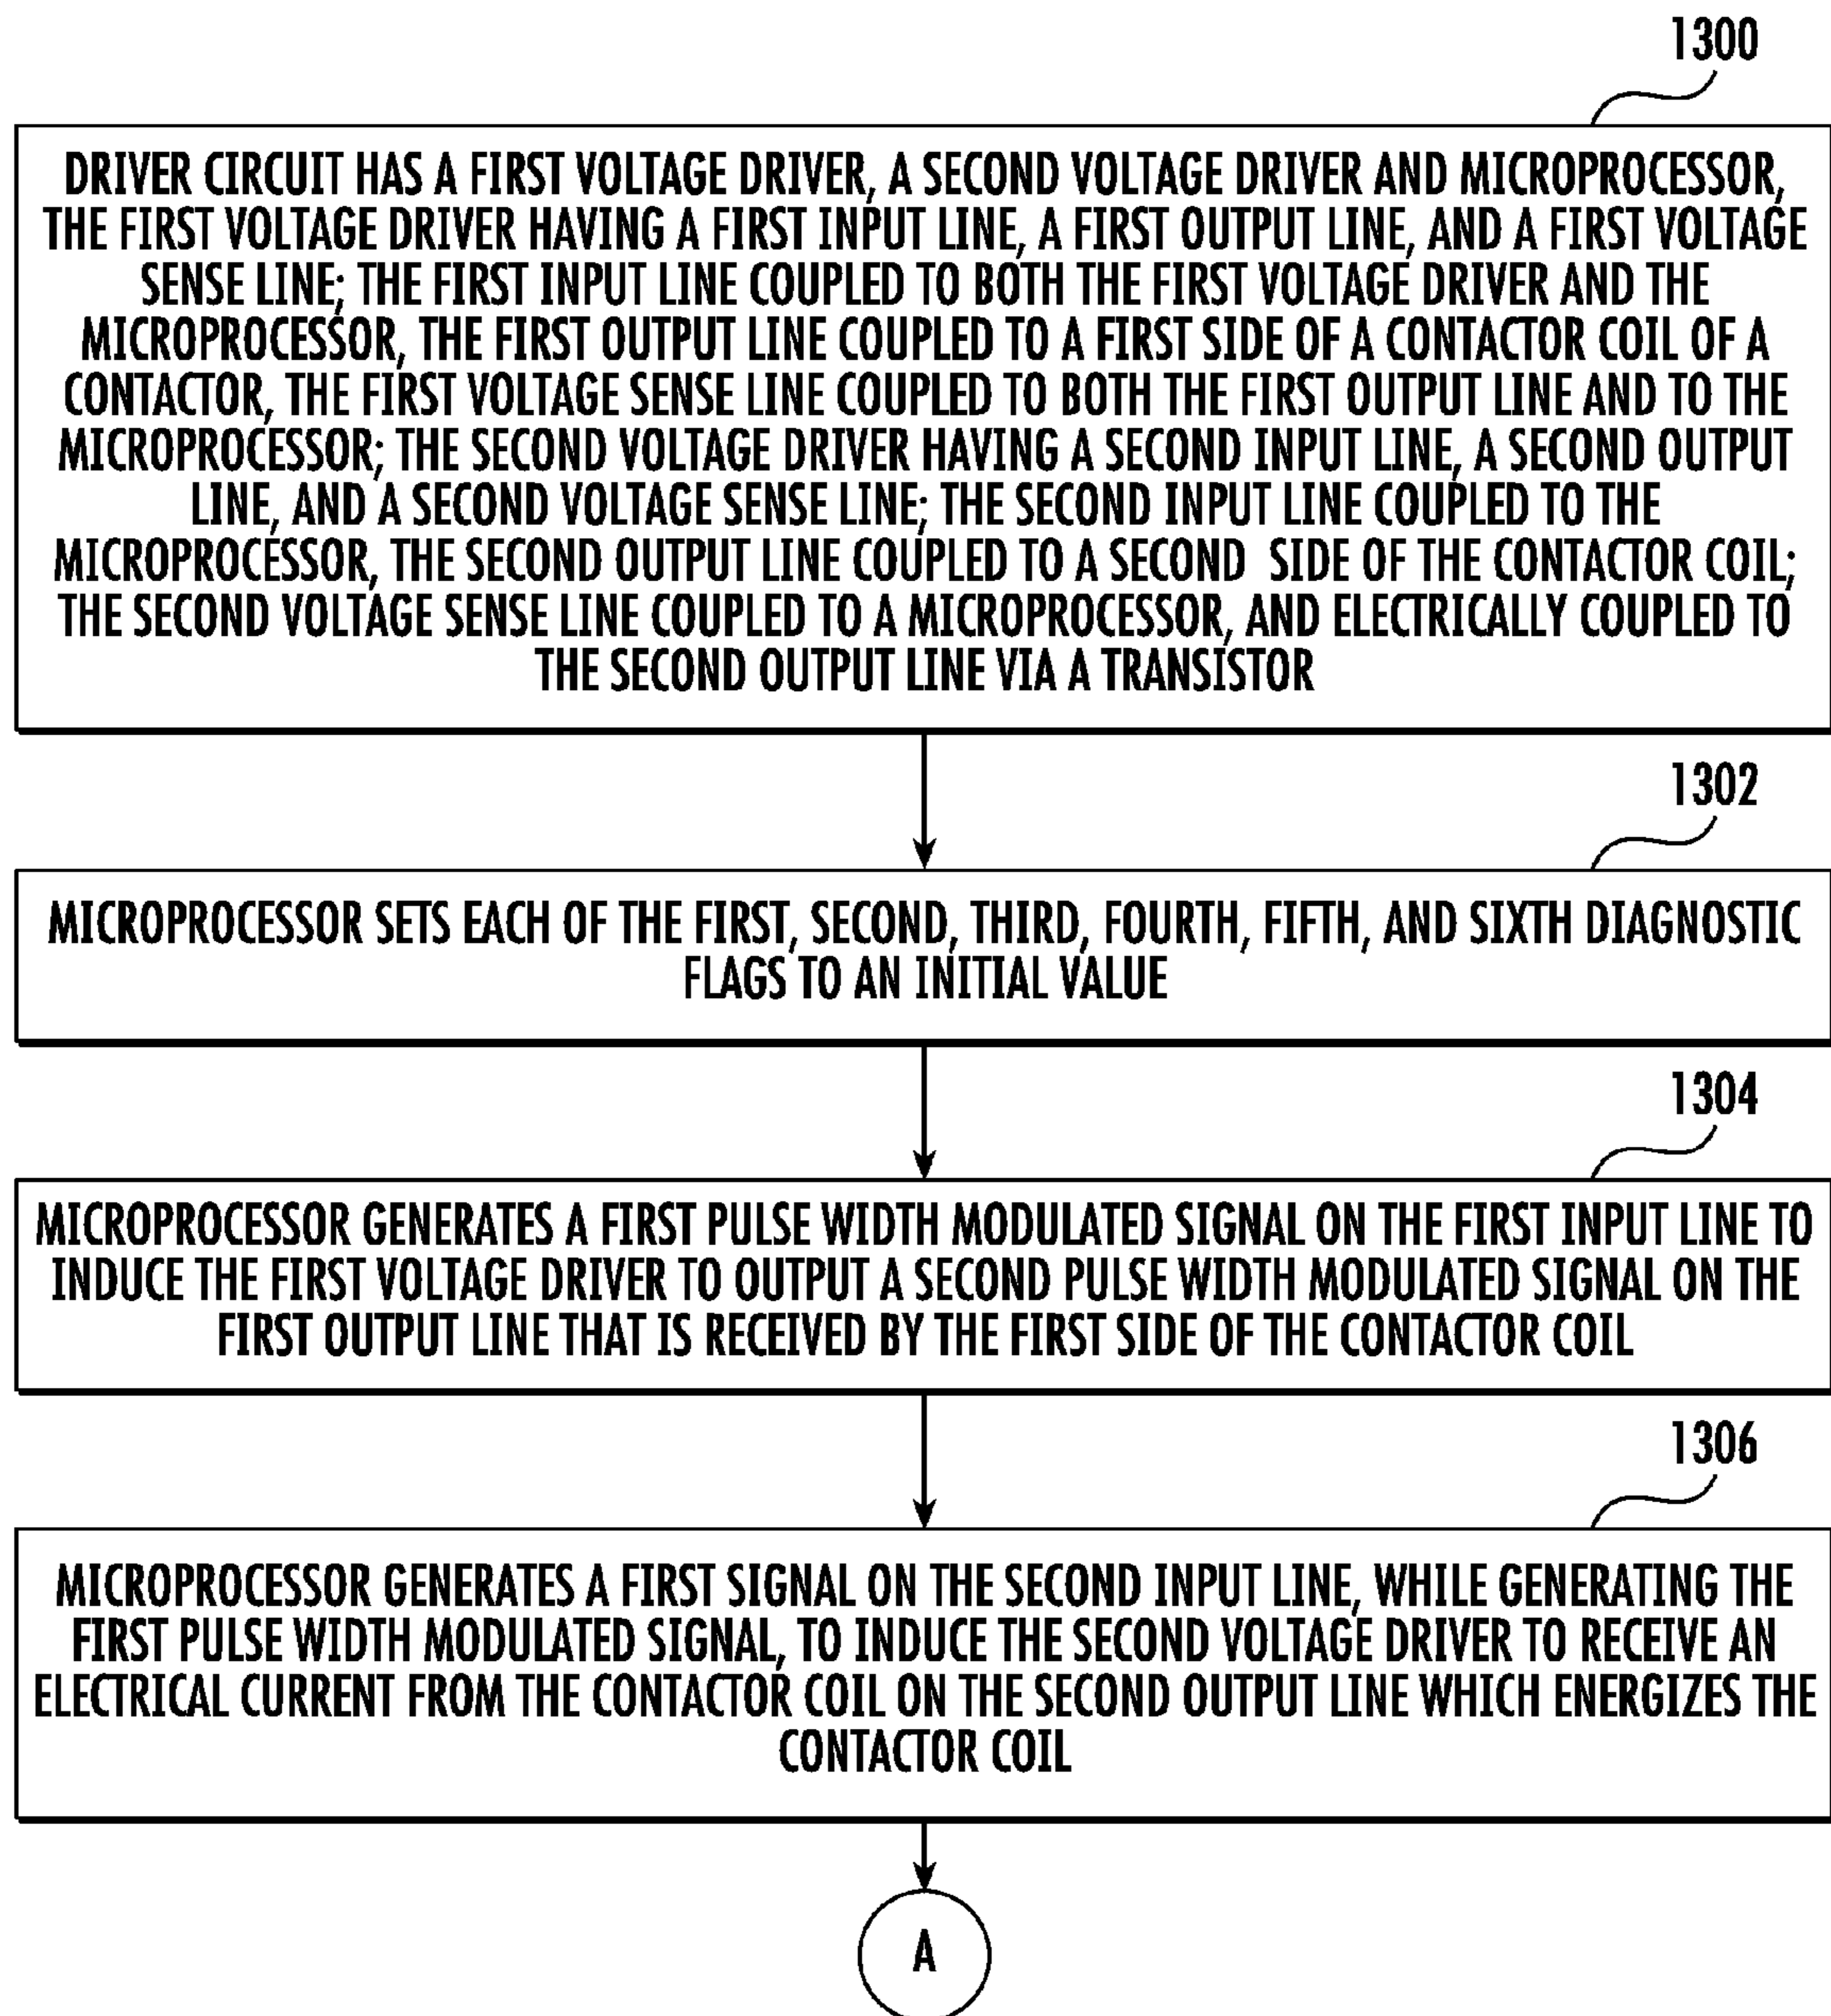 1300
DRIVER CIRCUIT HAS A FIRST VOLTAGE DRIVER, A SECOND VOLTAGE DRIVER AND MICROPROCESSOR,
THE FIRST VOLTAGE DRIVER HAVING A FIRST INPUT LINE, A FIRST OUTPUT LINE, AND A FIRST VOLTAGE
SENSE LINE; THE FIRST INPUT LINE COUPLED TO BOTH THE FIRST VOLTAGE DRIVER AND THE
MICROPROCESSOR, THE FIRST OUTPUT LINE COUPLED TO A FIRST SIDE OF A CONTACTOR COIL OF A
CONTACTOR, THE FIRST VOLTAGE SENSE LINE COUPLED TO BOTH THE FIRST OUTPUT LINE AND TO THE
MICROPROCESSOR; THE SECOND VOLTAGE DRIVER HAVING A SECOND INPUT LINE, A SECOND OUTPUT
LINE, AND A SECOND VOLTAGE SENSE LINE; THE SECOND INPUT LINE COUPLED TO THE
MICROPROCESSOR, THE SECOND OUTPUT LINE COUPLED TO A SECOND SIDE OF THE CONTACTOR COIL;
THE SECOND VOLTAGE SENSE LINE COUPLED TO A MICROPROCESSOR, AND ELECTRICALLY COUPLED TO
THE SECOND OUTPUT LINE VIA A TRANSISTOR
1302
MICROPROCESSOR SETS EACH OF THE FIRST, SECOND, THIRD, FOURTH, FIFTH, AND SIXTH DIAGNOSTIC
FLAGS TO AN INITIAL VALUE
1304
MICROPROCESSOR GENERATES A FIRST PULSE WIDTH MODULATED SIGNAL ON THE FIRST INPUT LINE TO
INDUCE THE FIRST VOLTAGE DRIVER TO OUTPUT A SECOND PULSE WIDTH MODULATED SIGNAL ON THE
FIRST OUTPUT LINE THAT IS RECEIVED BY THE FIRST SIDE OF THE CONTACTOR COIL
1306
MICROPROCESSOR GENERATES A FIRST SIGNAL ON THE SECOND INPUT LINE, WHILE GENERATING THE
FIRST PULSE WIDTH MODULATED SIGNAL, TO INDUCE THE SECOND VOLTAGE DRIVER TO RECEIVE AN
ELECTRICAL CURRENT FROM THE CONTACTOR COIL ON THE SECOND OUTPUT LINE WHICH ENERGIZES THE
CONTACTOR COIL
A